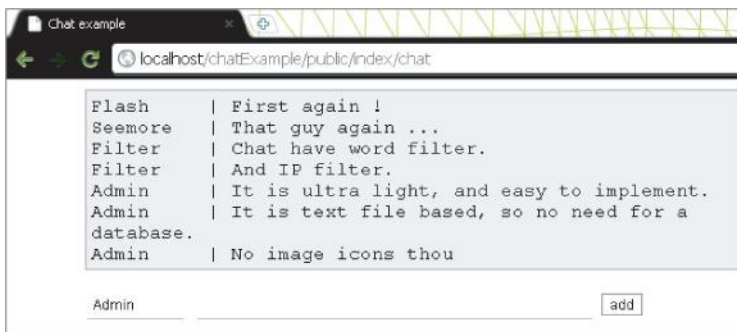 Chat example
localhost/chatExample/public/index/chat
Flash | First again !
Seemore | That guy again ...
Filter | Chat have word filter.
Filter | And IP filter.
Admin | It is ultra light, and easy to implement.
Admin | It is text file based, so no need for a
database.
Admin | No image icons thou
Admin add